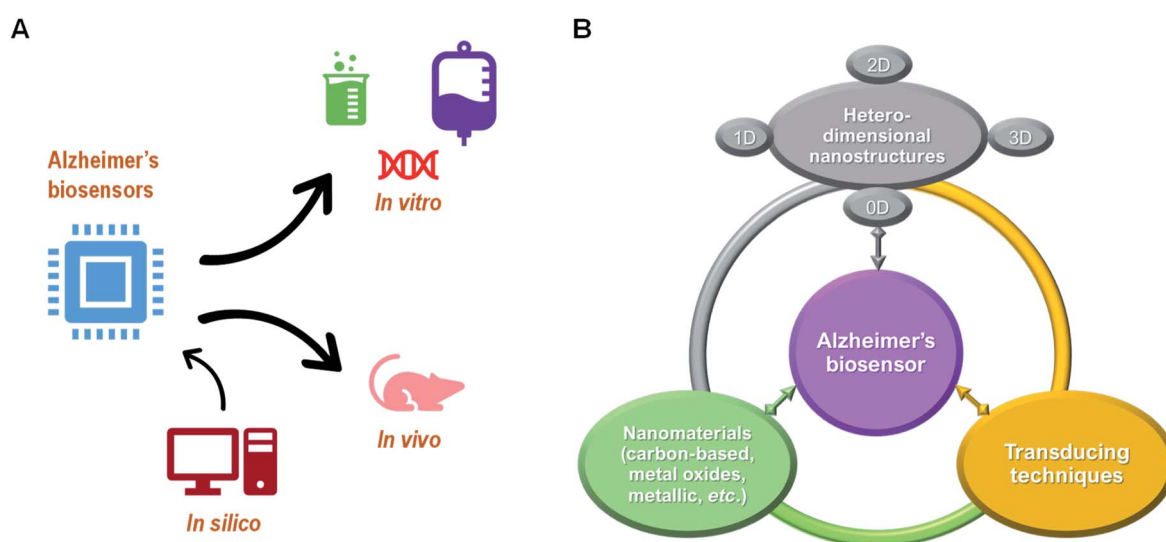 A
Alzheimer's
biosensors
In vitro
In vivo
In silico
B
2D
1D
Hetero-
dimensional
nanostructures
3D
0D
Alzheimer's
biosensor
Nanomaterials
(carbon-based,
metal oxides,
metallic, etc.)
Transducing
techniques